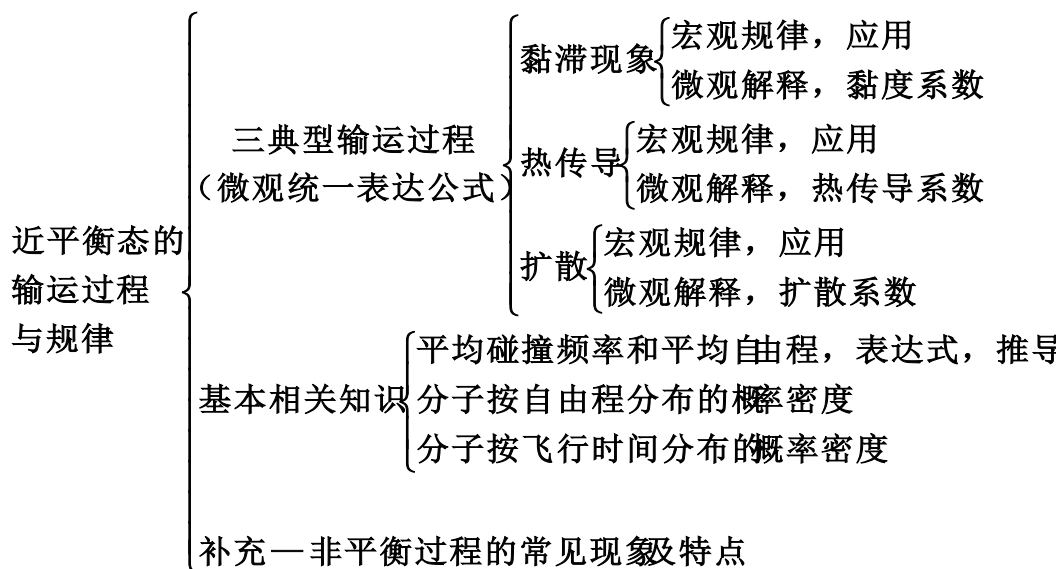 近平衡态的
输运过程
与规律
三典型输运过程
（微观统一表达公式）
黏滞现象
宏观规律，应用
微观解释，黏度系数
热传导
宏观规律，应用
微观解释，热传导系数
扩散
宏观规律，应用
微观解释，扩散系数
基本相关知识
平均碰撞频率和平均自由程，表达式，推导
分子按自由程分布的概率密度
分子按飞行时间分布的概率密度
补充—非平衡过程的常见现象及特点